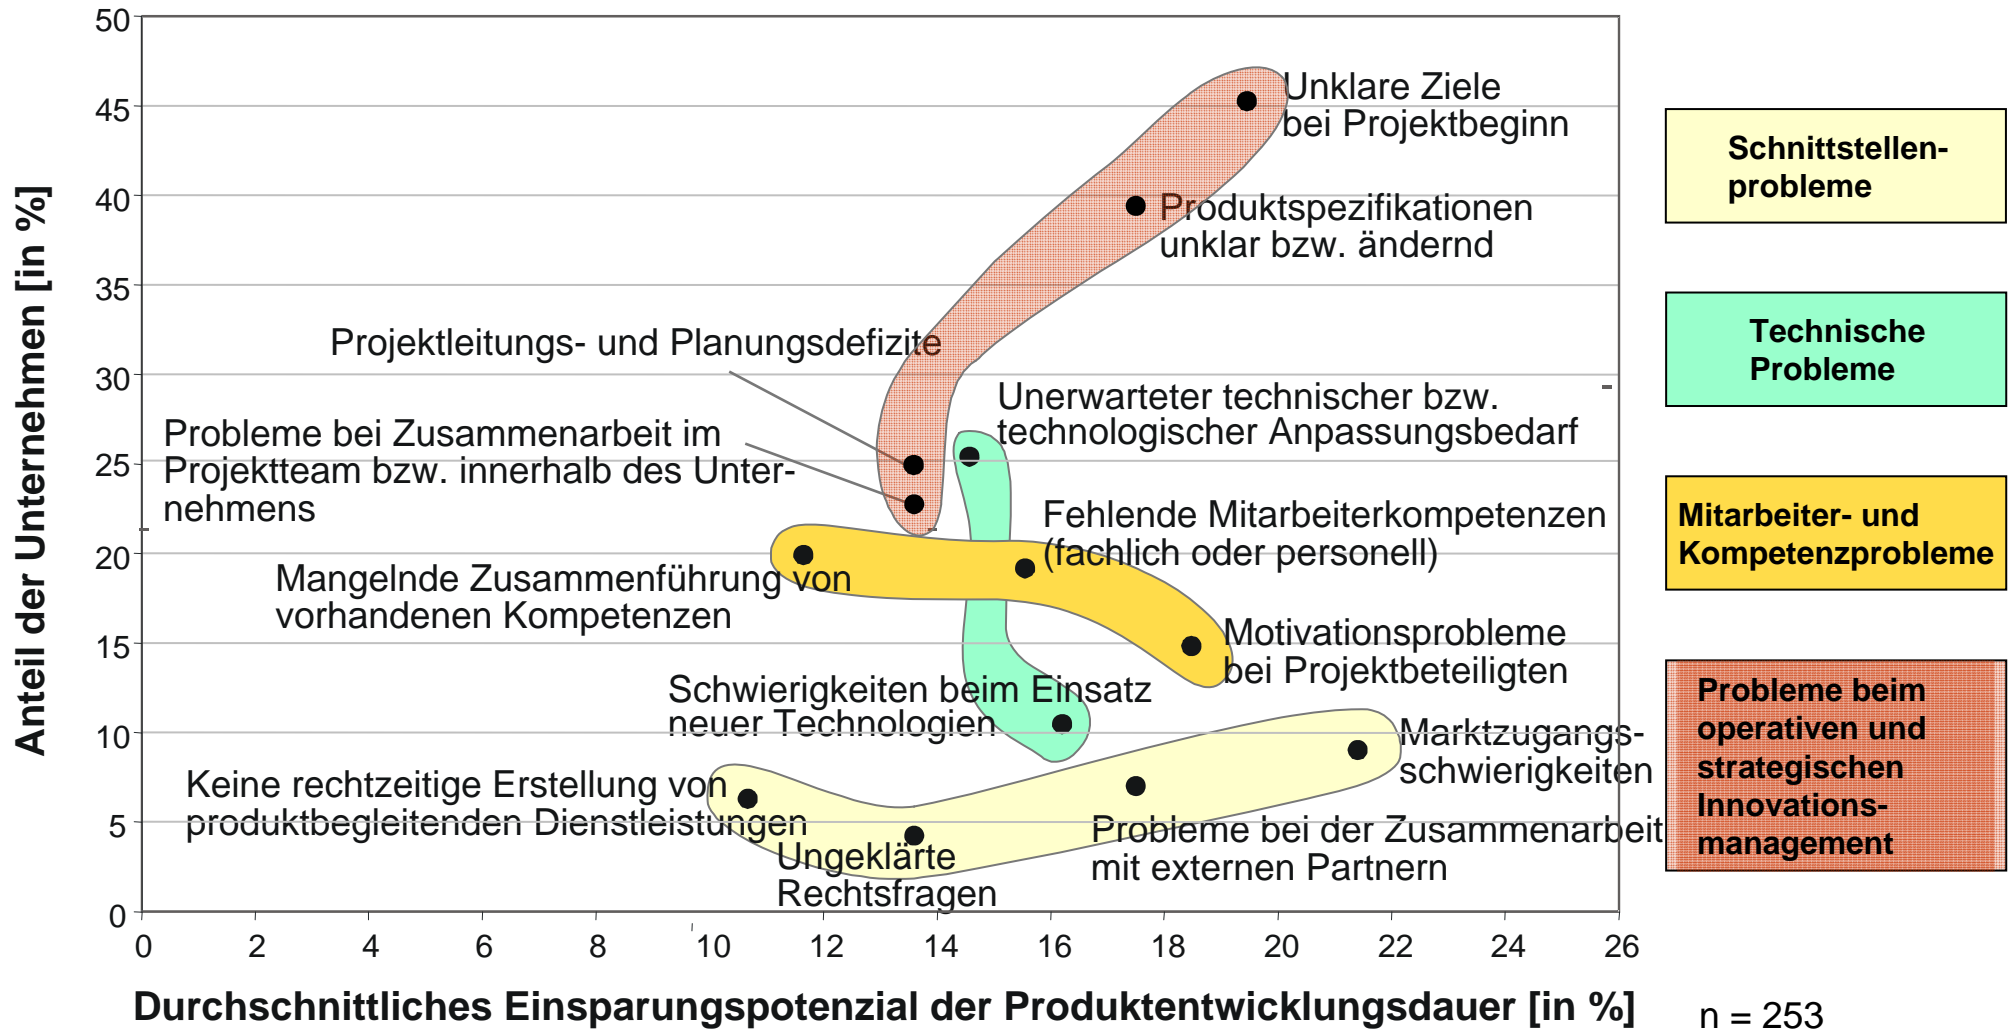 50
45
40
35
30
25
20
15
10
5
0
Anteil der Unternehmen [in %]
Unklare Ziele
bei Projektbeginn
Produktspezifikationen
unklar bzw. ändernd
Projektleitungs- und Planungsdefizite
Unerwarteter technischer bzw.
technologischer Anpassungsbedarf
Probleme bei Zusammenarbeit im
Projektteam bzw. innerhalb des Unter-
nehmens
Fehlende Mitarbeiterkompetenzen
(fachlich oder personell)
Mangelnde Zusammenführung von
vorhandenen Kompetenzen
Motivationsprobleme
bei Projektbeteiligten
Schwierigkeiten beim Einsatz
neuer Technologien
Marktzugangs-
schwierigkeiten
Keine rechtzeitige Erstellung von
produktbegleitenden Dienstleistungen
Ungeklärte
Rechtsfragen
Probleme bei der Zusammenarbeit
mit externen Partnern
0 2 4 6 8 10 12 14 16 18 20 22 24 26
Durchschnittliches Einsparungspotenzial der Produktentwicklungsdauer [in %]
Schnittstellen-
probleme
Technische
Probleme
Mitarbeiter- und
Kompetenzprobleme
Probleme beim
operativen und
strategischen
Innovations-
management
n = 253